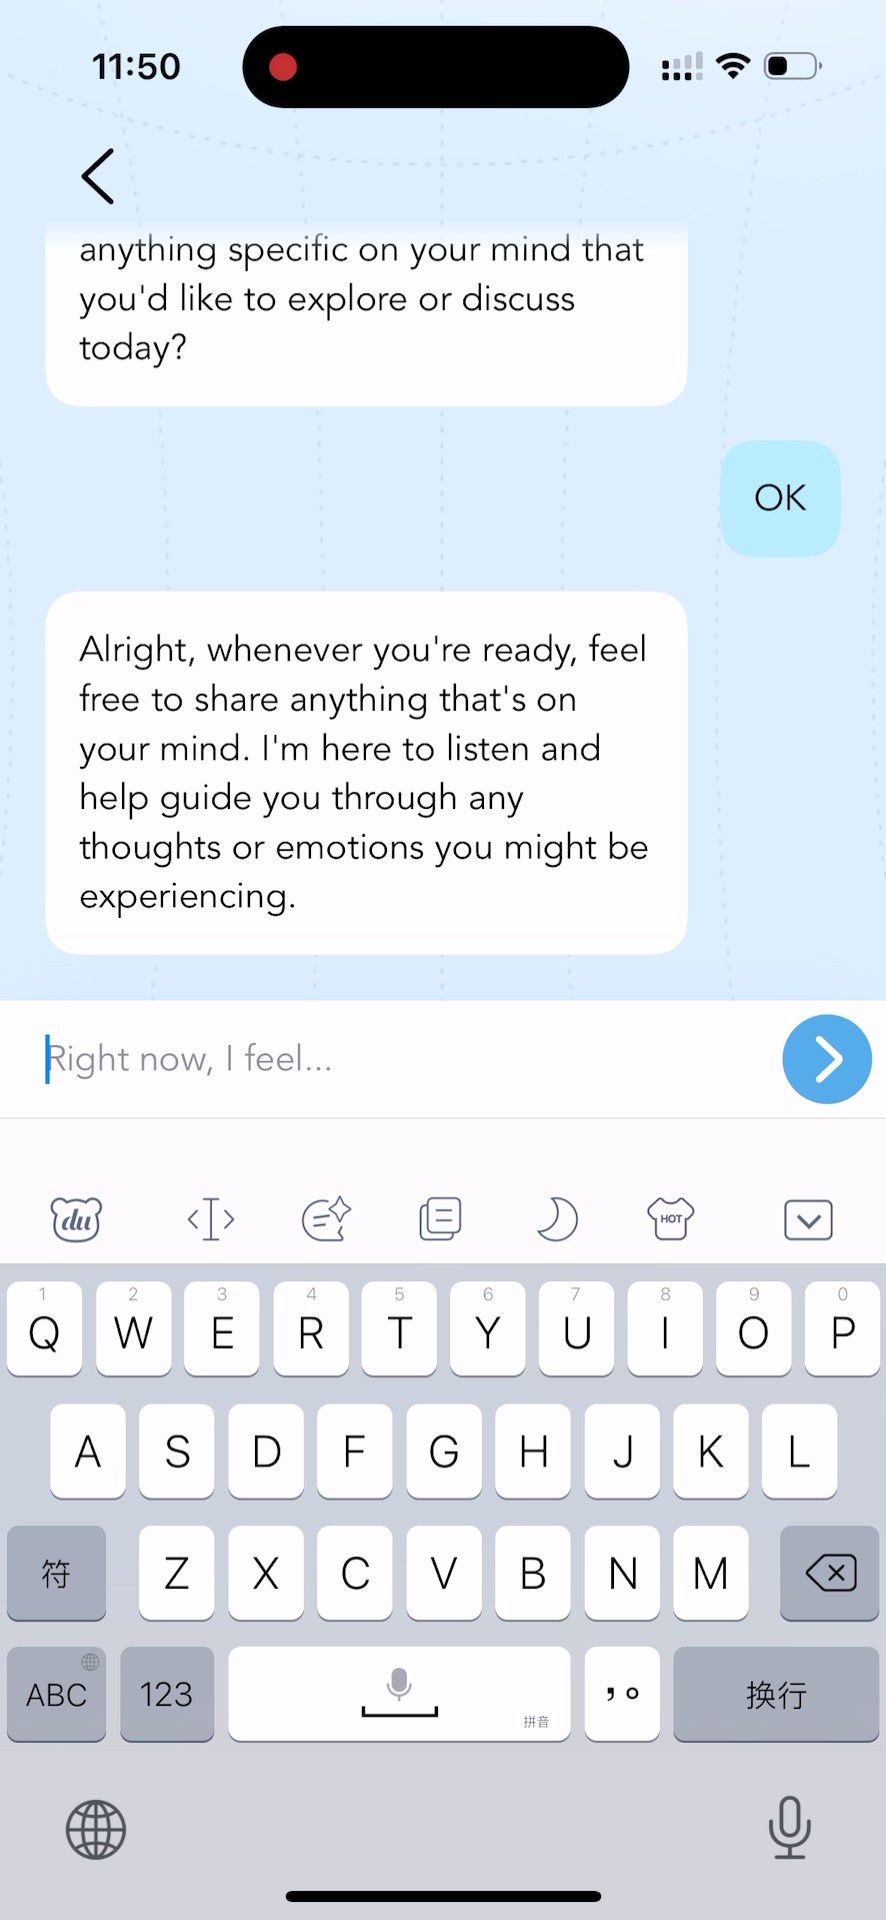 11:50
anything specific on your mind that
you'd like to explore or discuss
today?
OK
Alright, whenever you're ready, feel
free to share anything that's on
your mind. I'm here to listen and
help guide you through any
thoughts or emotions you might be
experiencing.
Right now, I feel...
du
HOT
1 2 3 4 5 6 7 8 9 0
Q W E R T Y U I O P
A S D F G H J K L
符 Z X C V B N M
ABC 123 拼音 ,。 换行